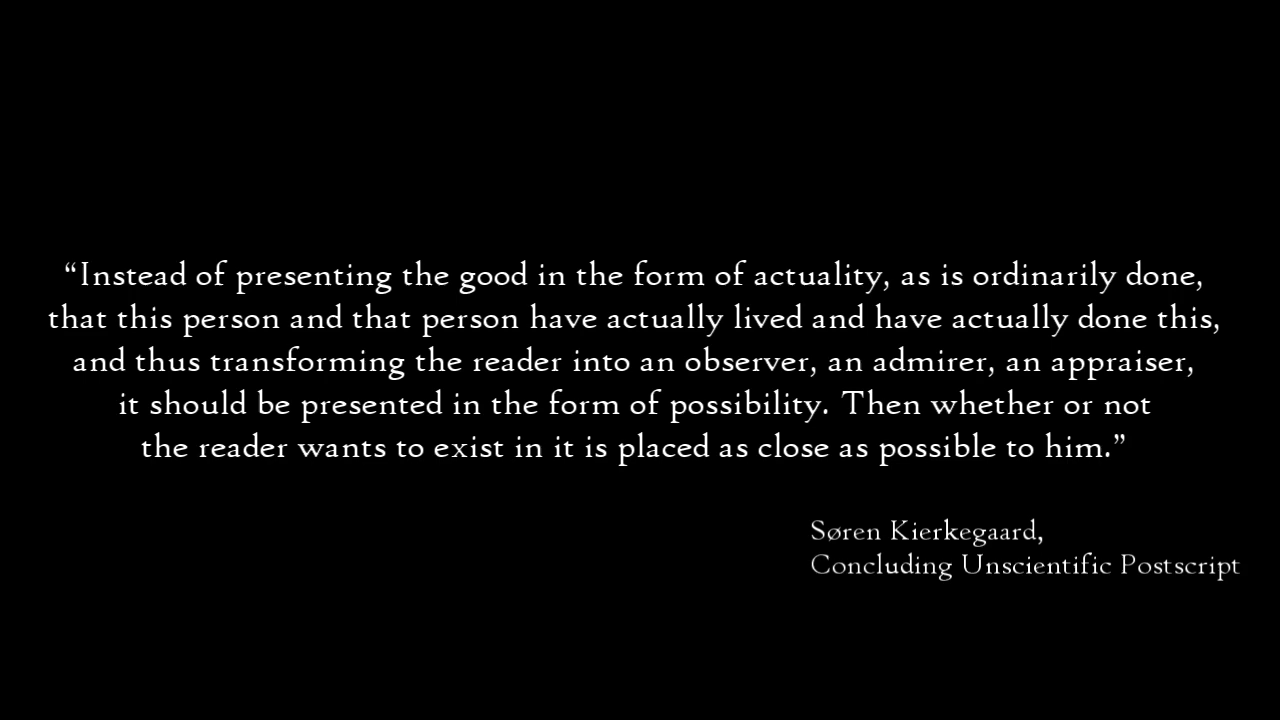 “Instead of presenting the good in the form of actuality, as is ordinarily done,
that this person and that person have actually lived and have actually done this,
and thus transforming the reader into an observer, an admirer, an appraiser,
it should be presented in the form of possibility. Then whether or not
the reader wants to exist in it is placed as close as possible to him.”
Søren Kierkegaard,
Concluding Unscientific Postscript